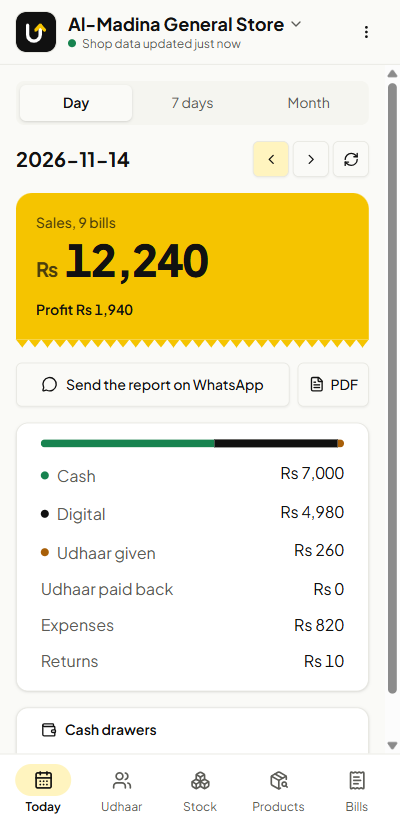 Al-Madina General Store
Shop data updated just now
Day 7 days Month
2026-11-14
Sales, 9 bills
Rs 12,240
Profit Rs 1,940
Send the report on WhatsApp PDF
Cash Rs 7,000
Digital Rs 4,980
Udhaar given Rs 260
Udhaar paid back Rs 0
Expenses Rs 820
Returns Rs 10
Cash drawers
Today Udhaar Stock Products Bills